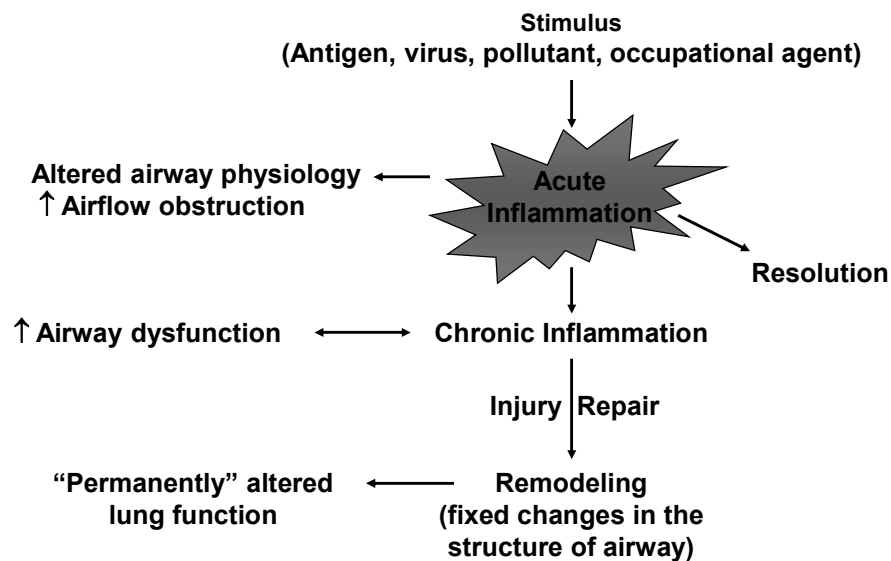 Stimulus
(Antigen, virus, pollutant, occupational agent)
Altered airway physiology
↑ Airflow obstruction
Acute
Inflammation
Resolution
↑ Airway dysfunction
Chronic Inflammation
Injury Repair
“Permanently” altered
lung function
Remodeling
(fixed changes in the
structure of airway)